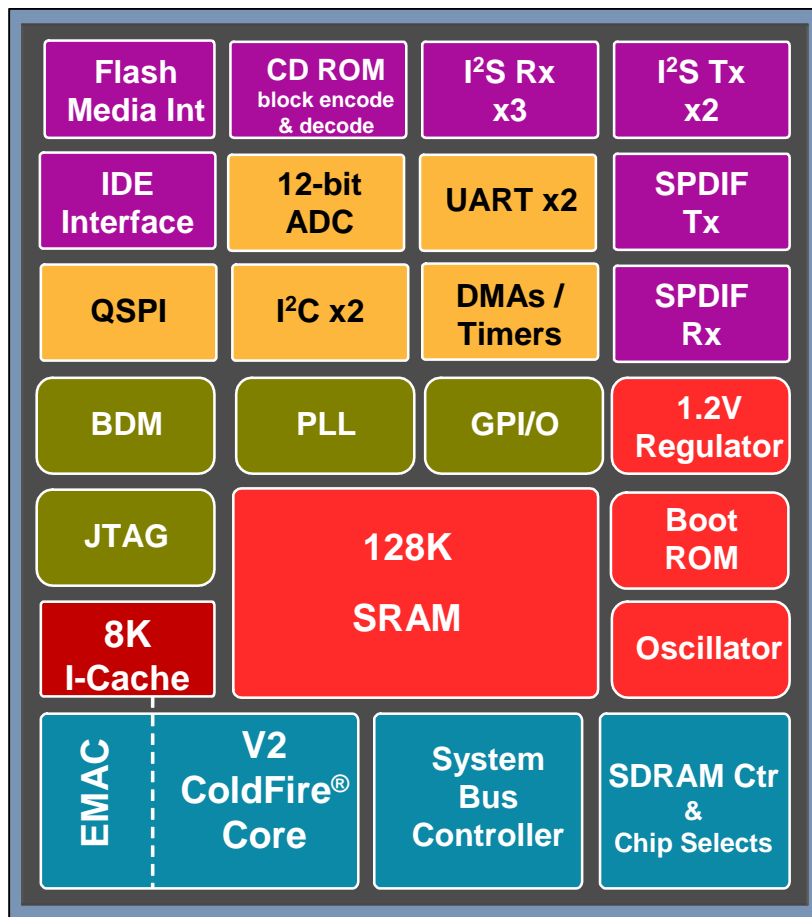 Flash
Media Int
CD ROM
block encode
& decode
I²S Rx
x3
I²S Tx
x2
IDE
Interface
12-bit
ADC
UART x2
SPDIF
Tx
QSPI
I²C x2
DMAs /
Timers
SPDIF
Rx
BDM
PLL
GPI/O
1.2V
Regulator
JTAG
128K
SRAM
Boot
ROM
8K
I-Cache
Oscillator
EMAC
V2
ColdFire®
Core
System
Bus
Controller
SDRAM Ctr
&
Chip Selects